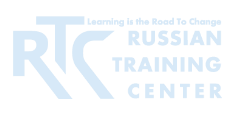 Learning is the Road To Change
RTC RUSSIAN
TRAINING
CENTER